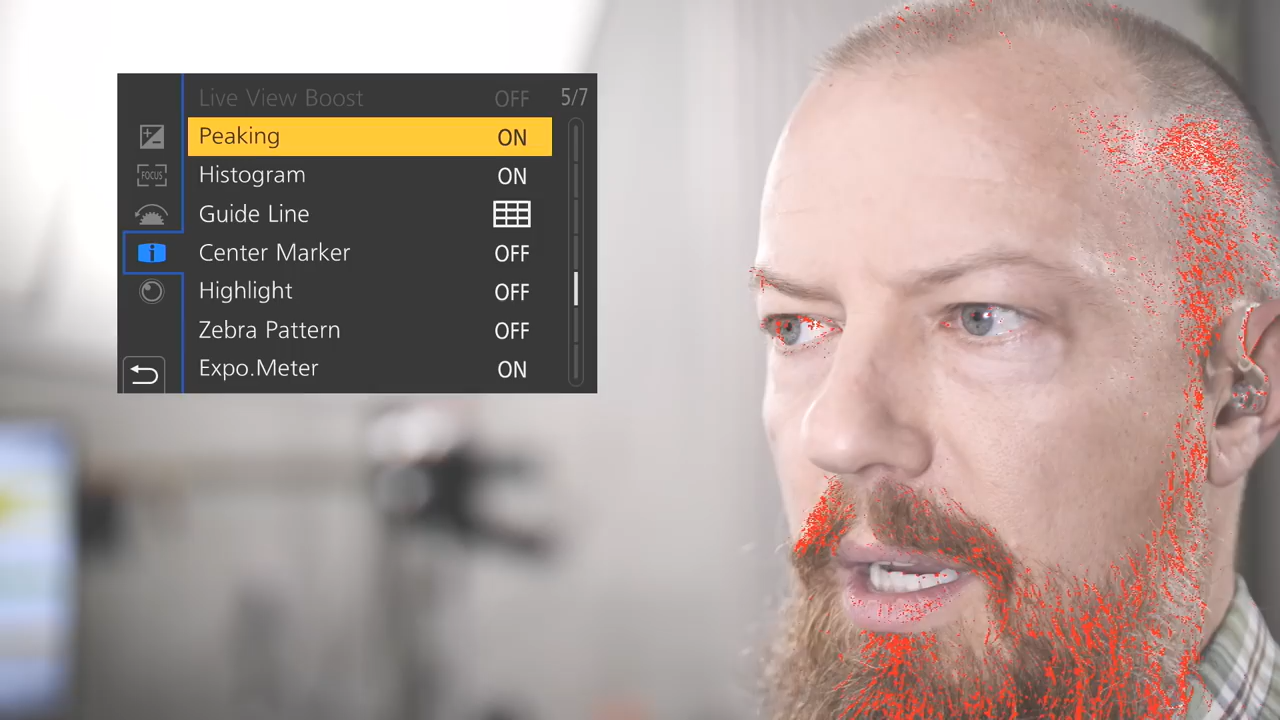 Live View Boost OFF 5/7
Peaking ON
FOCUS Histogram ON
Guide Line
Center Marker OFF
Highlight OFF
Zebra Pattern OFF
Expo.Meter ON